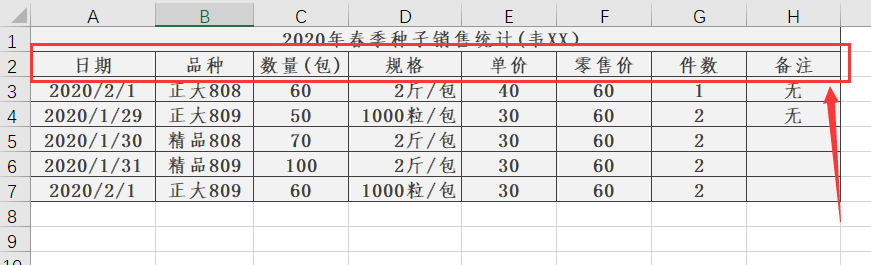 A B C D E F G H
1 2020年春季种子销售统计(韦XX)
2 日期 品种 数量(包) 规格 单价 零售价 件数 备注
3 2020/2/1 正大808 60 2斤/包 40 60 1 无
4 2020/1/29 正大809 50 1000粒/包 30 60 2 无
5 2020/1/30 精品808 70 2斤/包 30 60 2
6 2020/1/31 精品809 100 2斤/包 30 60 2
7 2020/2/1 正大809 60 1000粒/包 30 60 2
8
9
10